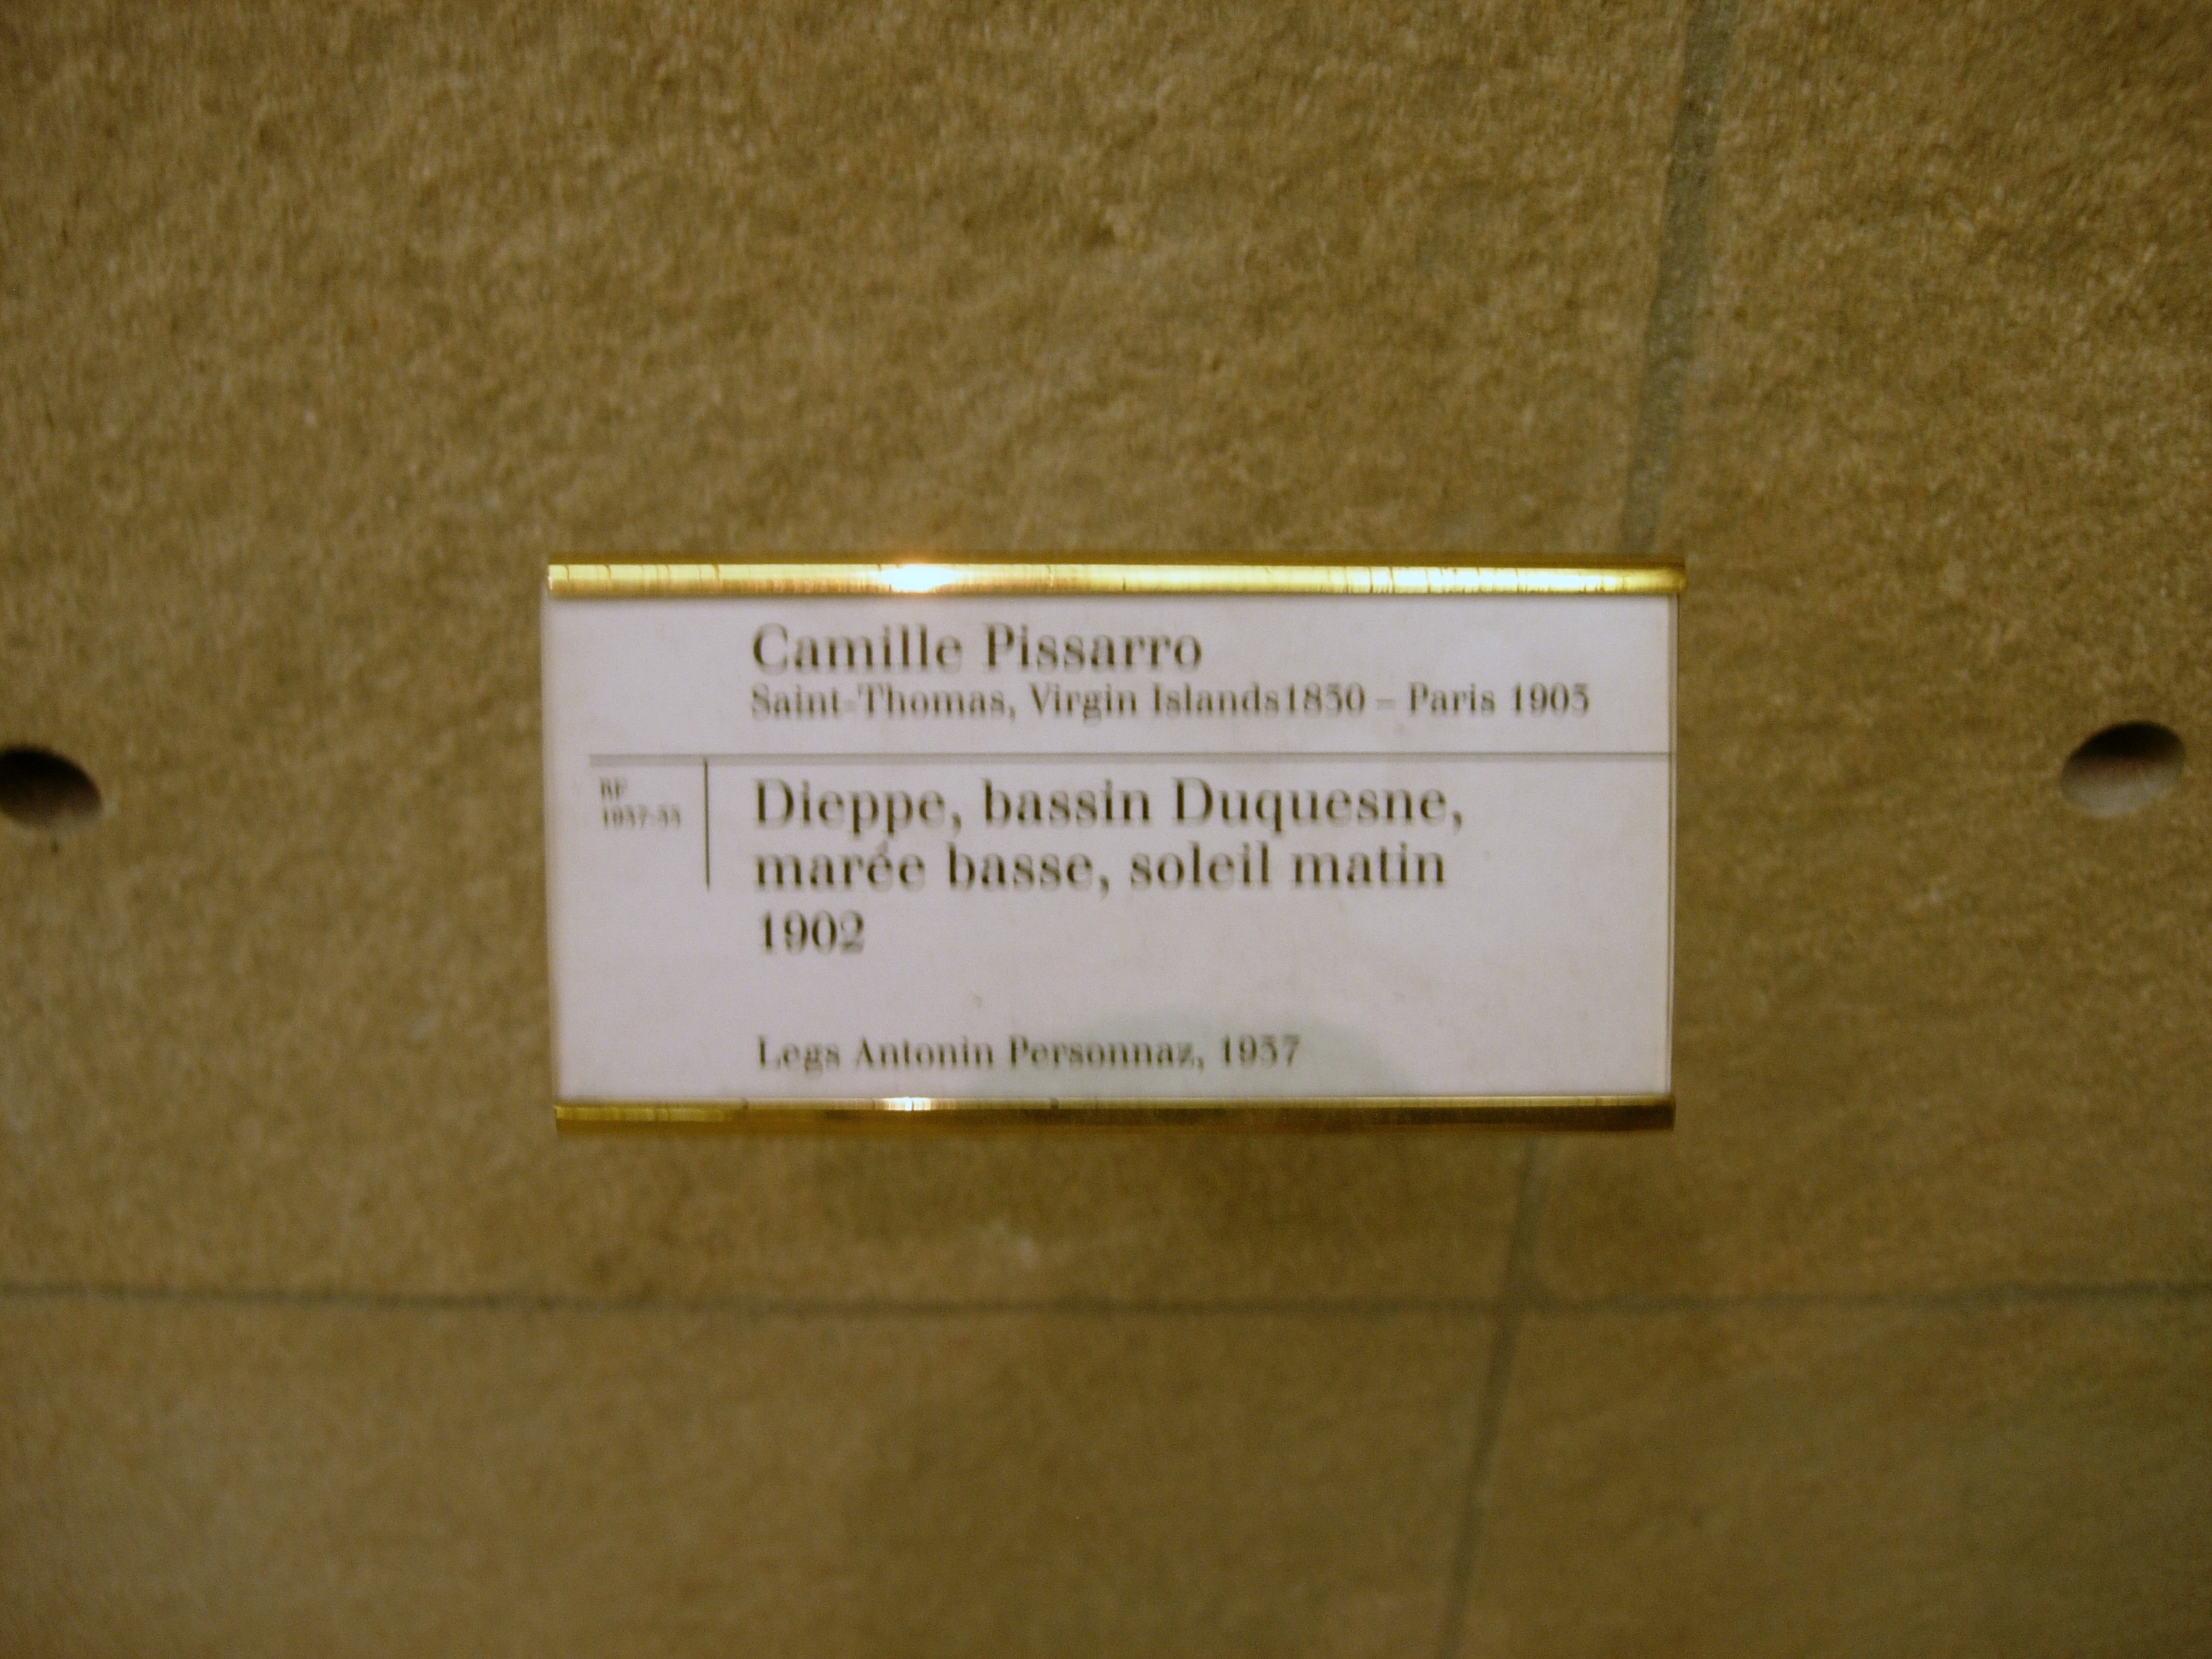 Camille Pissarro
Saint-Thomas, Virgin Islands1830 – Paris 1903
RF
1937-55
Dieppe, bassin Duquesne,
marée basse, soleil matin
1902
Legs Antonin Personnaz, 1937